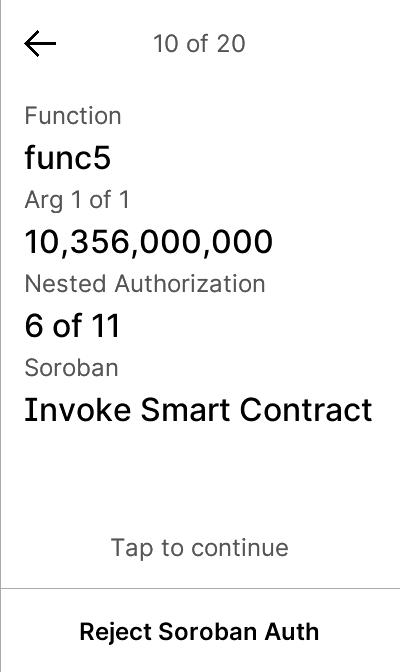 10 of 20
Function
func5
Arg 1 of 1
10,356,000,000
Nested Authorization
6 of 11
Soroban
Invoke Smart Contract
Tap to continue
Reject Soroban Auth